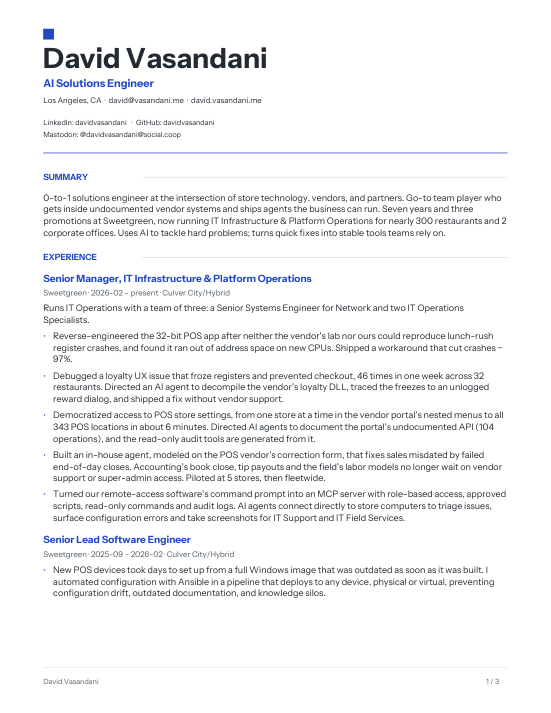 David Vasandani
AI Solutions Engineer
Los Angeles, CA · david@vasandani.me · david.vasandani.me
LinkedIn: davidvasandani · GitHub: davidvasandani
Mastodon: @davidvasandani@social.coop
SUMMARY
0-to-1 solutions engineer at the intersection of store technology, vendors, and partners. Go-to team player who
gets inside undocumented vendor systems and ships agents the business can run. Seven years and three
promotions at Sweetgreen, now running IT Infrastructure & Platform Operations for nearly 300 restaurants and 2
corporate offices. Uses AI to tackle hard problems; turns quick fixes into stable tools teams rely on.
EXPERIENCE
Senior Manager, IT Infrastructure & Platform Operations
Sweetgreen · 2026-02 – present · Culver City/Hybrid
Runs IT Operations with a team of three: a Senior Systems Engineer for Network and two IT Operations
Specialists.
· Reverse-engineered the 32-bit POS app after neither the vendor's lab nor ours could reproduce lunch-rush
register crashes, and found it ran out of address space on new CPUs. Shipped a workaround that cut crashes ~
97%.
· Debugged a loyalty UX issue that froze registers and prevented checkout, 46 times in one week across 32
restaurants. Directed an AI agent to decompile the vendor's loyalty DLL, traced the freezes to an unlogged
reward dialog, and shipped a fix without vendor support.
· Democratized access to POS store settings, from one store at a time in the vendor portal's nested menus to all
343 POS locations in about 6 minutes. Directed AI agents to document the portal's undocumented API (104
operations), and the read-only audit tools are generated from it.
· Built an in-house agent, modeled on the POS vendor's correction form, that fixes sales misdated by failed
end-of-day closes. Accounting's book close, tip payouts and the field's labor models no longer wait on vendor
support or super-admin access. Piloted at 5 stores, then fleetwide.
· Turned our remote-access software's command prompt into an MCP server with role-based access, approved
scripts, read-only commands and audit logs. AI agents connect directly to store computers to triage issues,
surface configuration errors and take screenshots for IT Support and IT Field Services.
Senior Lead Software Engineer
Sweetgreen · 2025-09 – 2026-02 · Culver City/Hybrid
· New POS devices took days to set up from a full Windows image that was outdated as soon as it was built. I
automated configuration with Ansible in a pipeline that deploys to any device, physical or virtual, preventing
configuration drift, outdated documentation, and knowledge silos.
David Vasandani
1 / 3